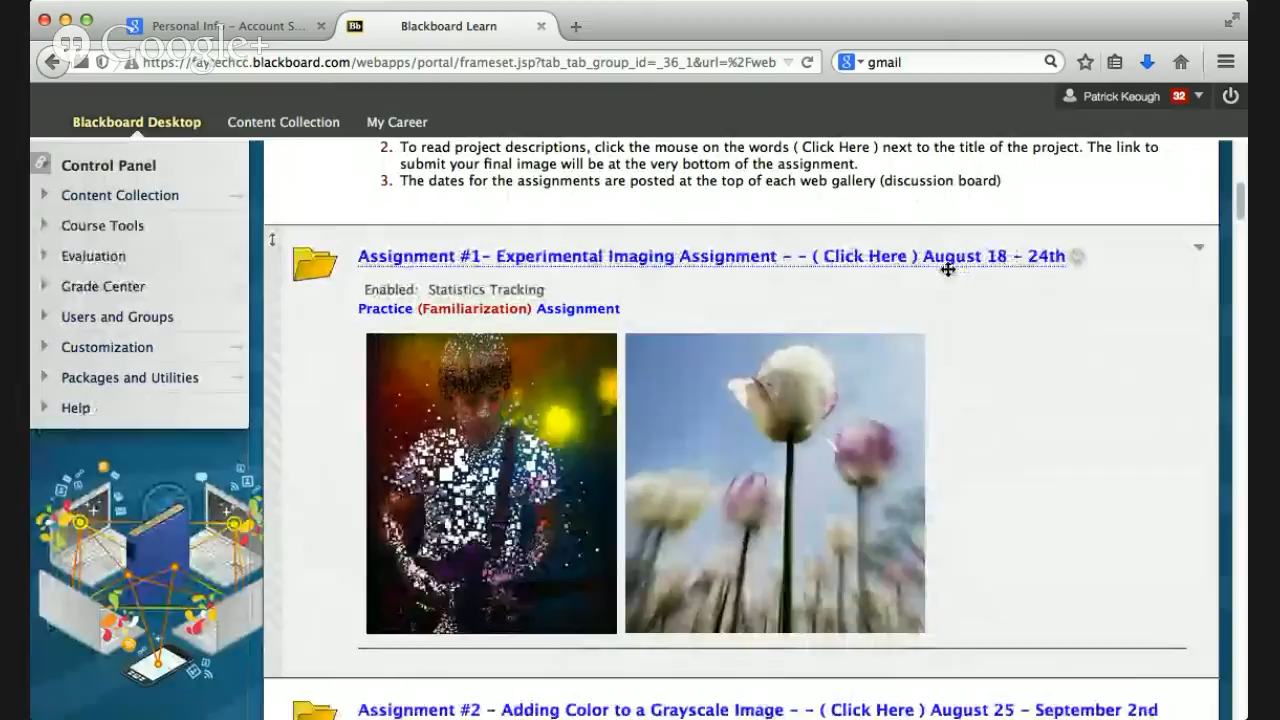 Personal Info - Account S...
Bb
Blackboard Learn
Google+
https://faytechcc.blackboard.com/webapps/portal/frameset.jsp?tab_tab_group_id=_36_1&url=%2Fweb
gmail
Patrick Keough 32
Blackboard Desktop
Content Collection
My Career
Control Panel
Content Collection
Course Tools
Evaluation
Grade Center
Users and Groups
Customization
Packages and Utilities
Help
2. To read project descriptions, click the mouse on the words ( Click Here ) next to the title of the project. The link to
submit your final image will be at the very bottom of the assignment.
3. The dates for the assignments are posted at the top of each web gallery (discussion board)
Assignment #1- Experimental Imaging Assignment - - ( Click Here ) August 18 - 24th
Enabled: Statistics Tracking
Practice (Familiarization) Assignment
Assignment #2 - Adding Color to a Grayscale Image - - ( Click Here ) August 25 - September 2nd